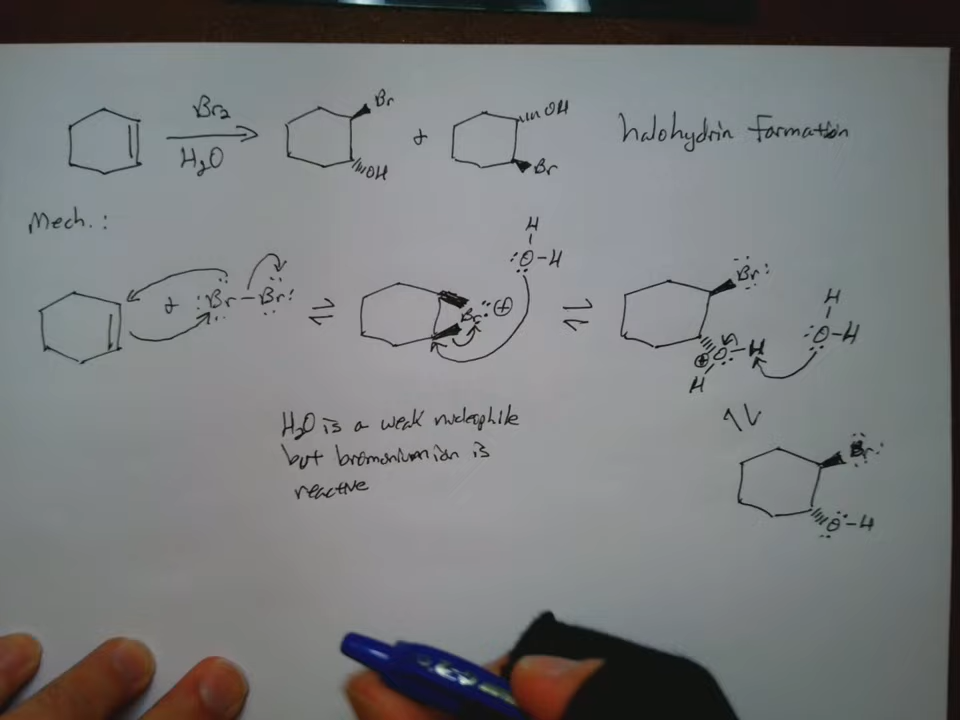 Br₂
H₂O
Br
OH
+
OH
Br
halohydrin formation
Mech.:
+ :Br-Br:
Br: ⊕
H
:O-H
Br:
⊕ O-H
H
H
:O-H
H₂O is a weak nucleophile
but bromonium ion is
reactive
Br:
O-H